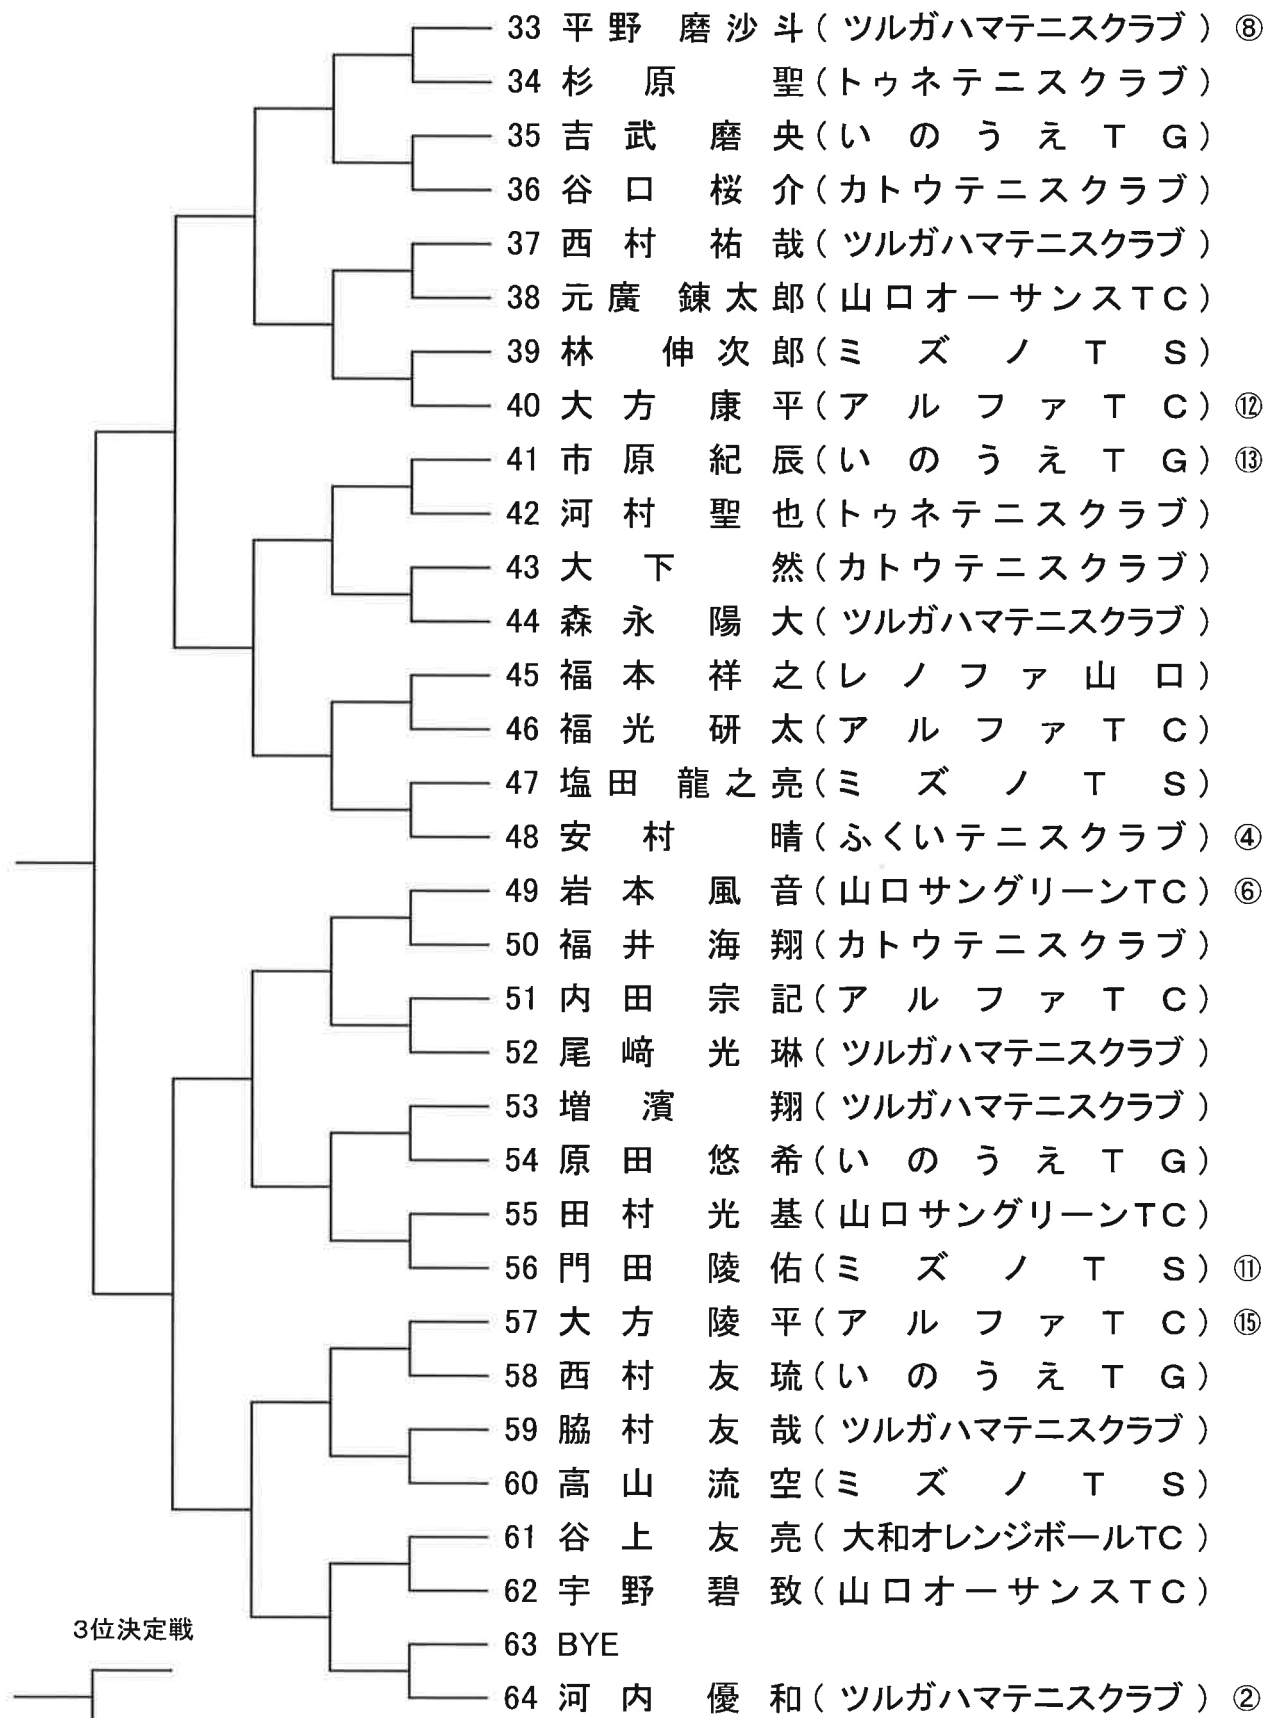 33 平野 磨沙斗(ツルガハマテニスクラブ) ⑧
34 杉原 聖(トゥネテニスクラブ)
35 吉武 磨央(いのうえTG)
36 谷口 桜介(カトウテニスクラブ)
37 西村 祐哉(ツルガハマテニスクラブ)
38 元廣 錬太郎(山口オーサンスTC)
39 林 伸次郎(ミズノTS)
40 大方 康平(アルファTC) ⑫
41 市原 紀辰(いのうえTG) ⑬
42 河村 聖也(トゥネテニスクラブ)
43 大下 然(カトウテニスクラブ)
44 森永 陽大(ツルガハマテニスクラブ)
45 福本 祥之(レノファ山口)
46 福光 研太(アルファTC)
47 塩田 龍之亮(ミズノTS)
48 安村 晴(ふくいテニスクラブ) ④
49 岩本 風音(山口サングリーンTC) ⑥
50 福井 海翔(カトウテニスクラブ)
51 内田 宗記(アルファTC)
52 尾﨑 光琳(ツルガハマテニスクラブ)
53 増濱 翔(ツルガハマテニスクラブ)
54 原田 悠希(いのうえTG)
55 田村 光基(山口サングリーンTC)
56 門田 陵佑(ミズノTS) ⑪
57 大方 陵平(アルファTC) ⑮
58 西村 友琉(いのうえTG)
59 脇村 友哉(ツルガハマテニスクラブ)
60 高山 流空(ミズノTS)
61 谷上 友亮(大和オレンジボールTC)
62 宇野 碧致(山口オーサンスTC)
3位決定戦
63 BYE
64 河内 優和(ツルガハマテニスクラブ) ②